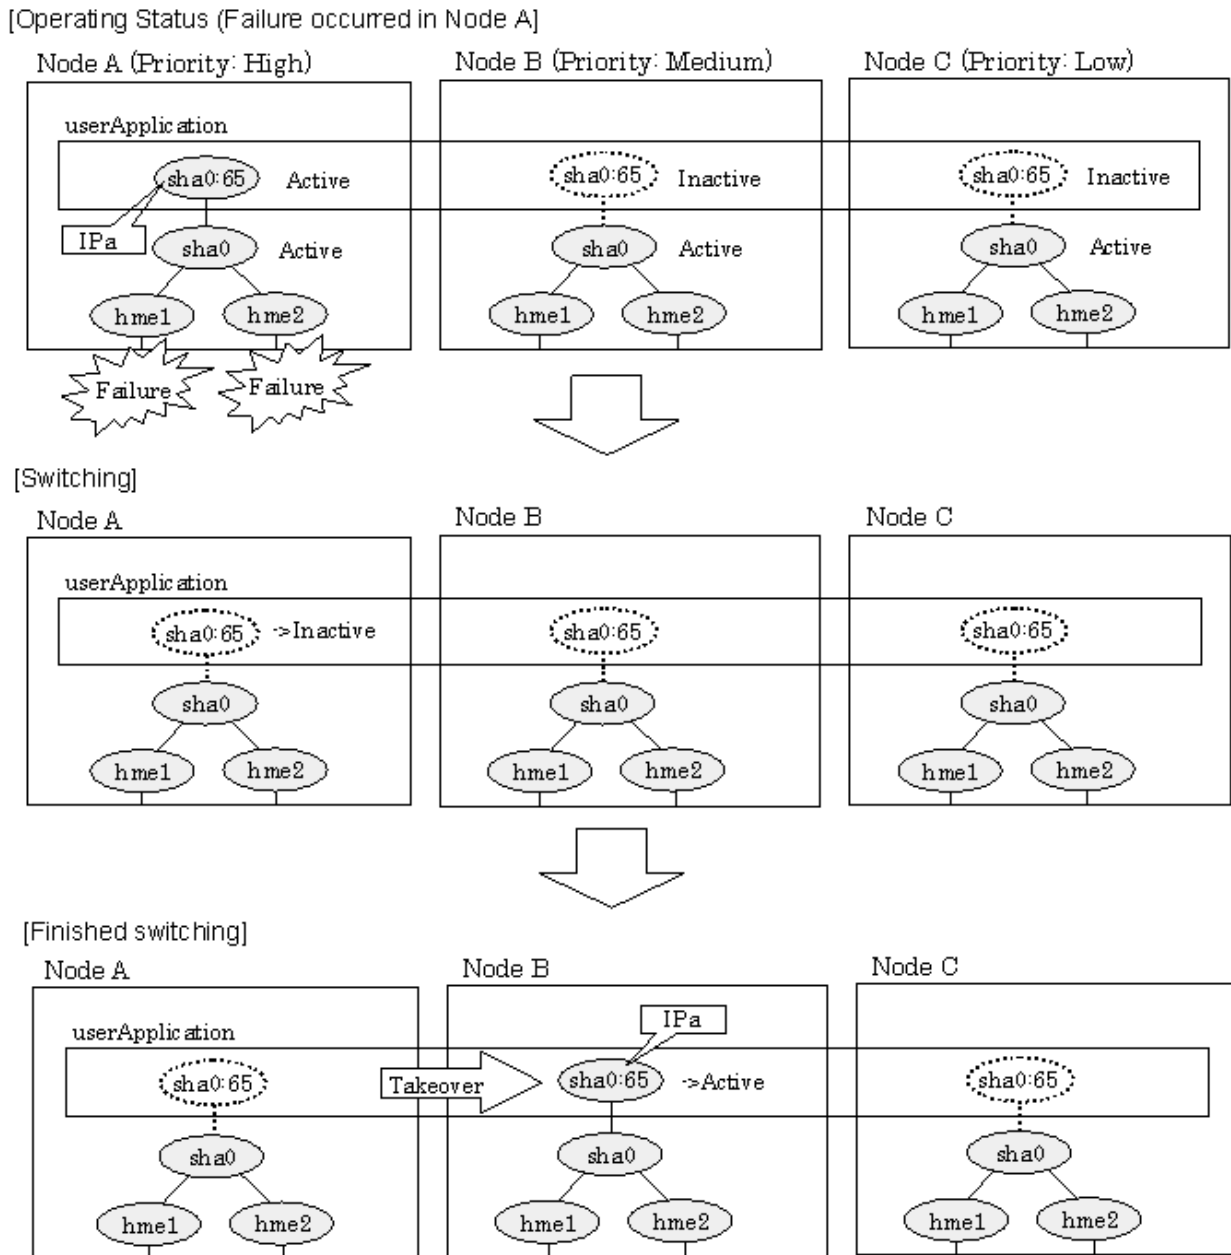 [Operating Status (Failure occurred in Node A]
Node A (Priority: High)
Node B (Priority: Medium)
Node C (Priority: Low)
userApplication
sha0:65 Active
sha0:65 Inactive
sha0:65 Inactive
IPa
sha0 Active
sha0 Active
sha0 Active
hme1 hme2
hme1 hme2
hme1 hme2
Failure Failure
[Switching]
Node A
Node B
Node C
userApplication
sha0:65 ->Inactive
sha0:65
sha0:65
sha0
sha0
sha0
hme1 hme2
hme1 hme2
hme1 hme2
[Finished switching]
Node A
Node B
Node C
IPa
userApplication
sha0:65
Takeover
sha0:65 ->Active
sha0:65
sha0
sha0
sha0
hme1 hme2
hme1 hme2
hme1 hme2